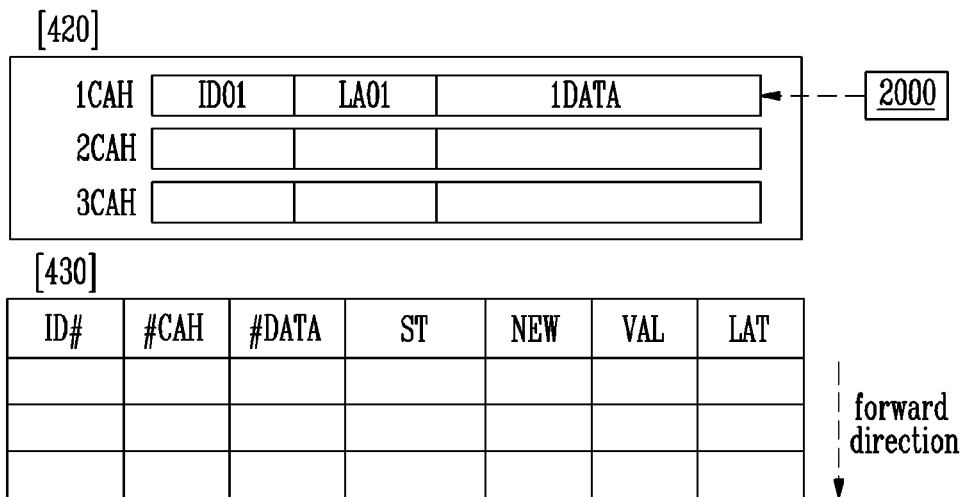 [420]
1CAH ID01 LA01 1DATA 2000
2CAH
3CAH
[430]
ID# #CAH #DATA ST NEW VAL LAT
forward
direction